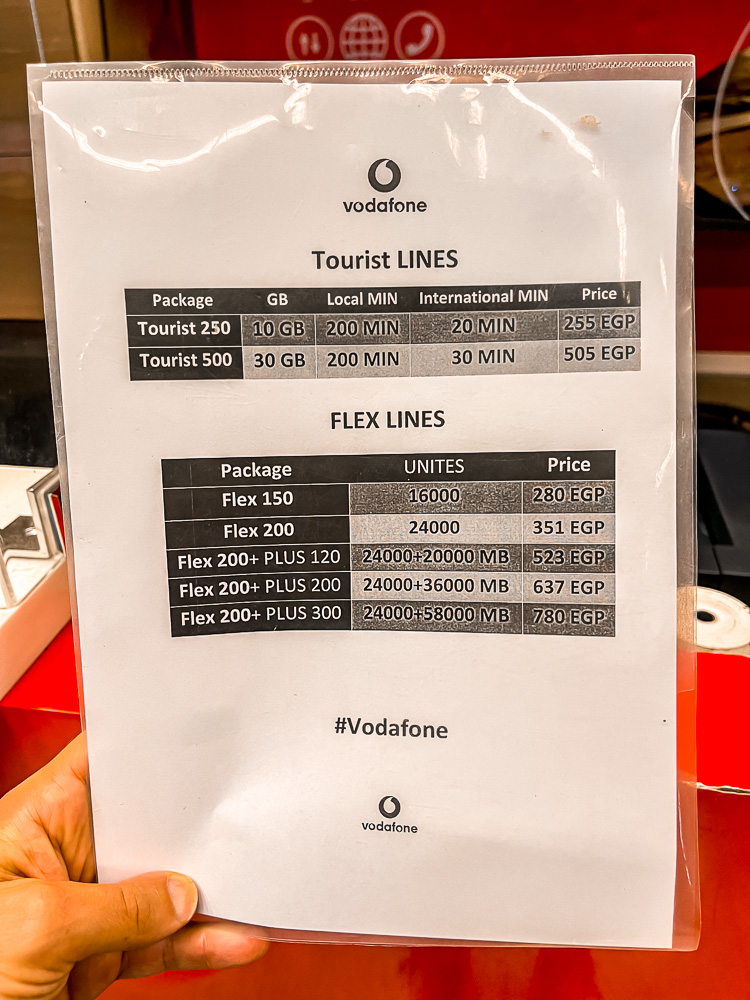 vodafone
Tourist LINES
Package GB Local MIN International MIN Price
Tourist 250 10 GB 200 MIN 20 MIN 255 EGP
Tourist 500 30 GB 200 MIN 30 MIN 505 EGP
FLEX LINES
Package UNITES Price
Flex 150 16000 280 EGP
Flex 200 24000 351 EGP
Flex 200+ PLUS 120 24000+20000 MB 523 EGP
Flex 200+ PLUS 200 24000+36000 MB 637 EGP
Flex 200+ PLUS 300 24000+58000 MB 780 EGP
#Vodafone
vodafone